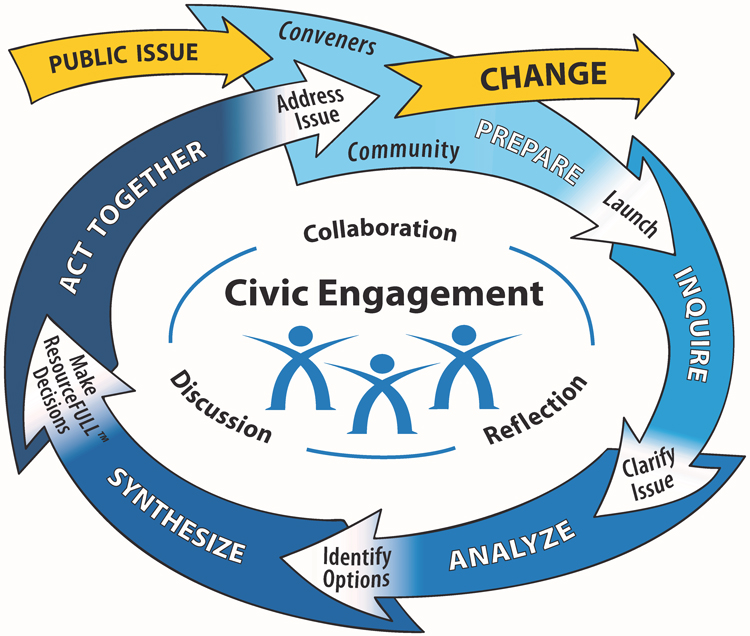 PUBLIC ISSUE
Conveners
CHANGE
Address
Issue
Community
PREPARE
Launch
INQUIRE
Clarify
Issue
ANALYZE
Identify
Options
SYNTHESIZE
Make
ResourceFULL™
Decisions
ACT TOGETHER
Collaboration
Civic Engagement
Discussion
Reflection